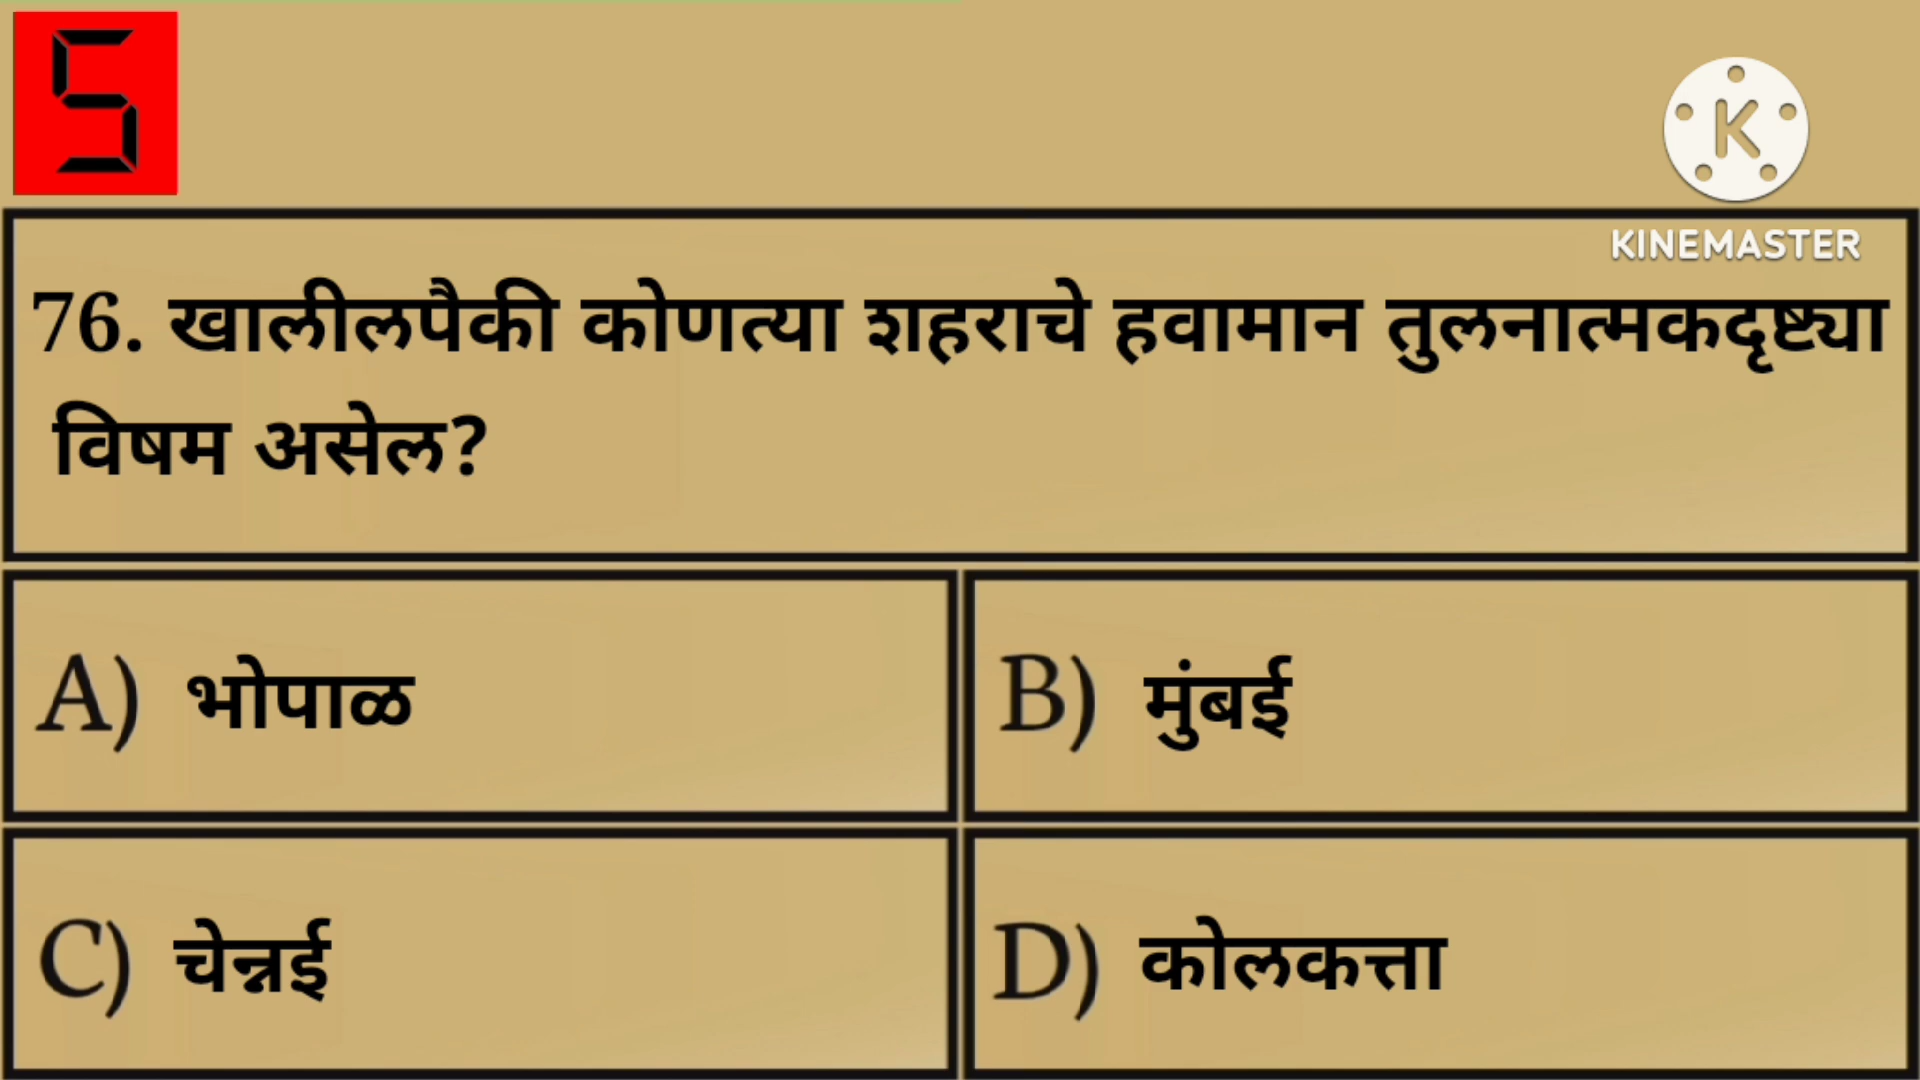 5
K
KINEMASTER
76. खालीलपैकी कोणत्या शहराचे हवामान तुलनात्मकदृष्ट्या
विषम असेल?
A) भोपाळ
B) मुंबई
C) चेन्नई
D) कोलकत्ता